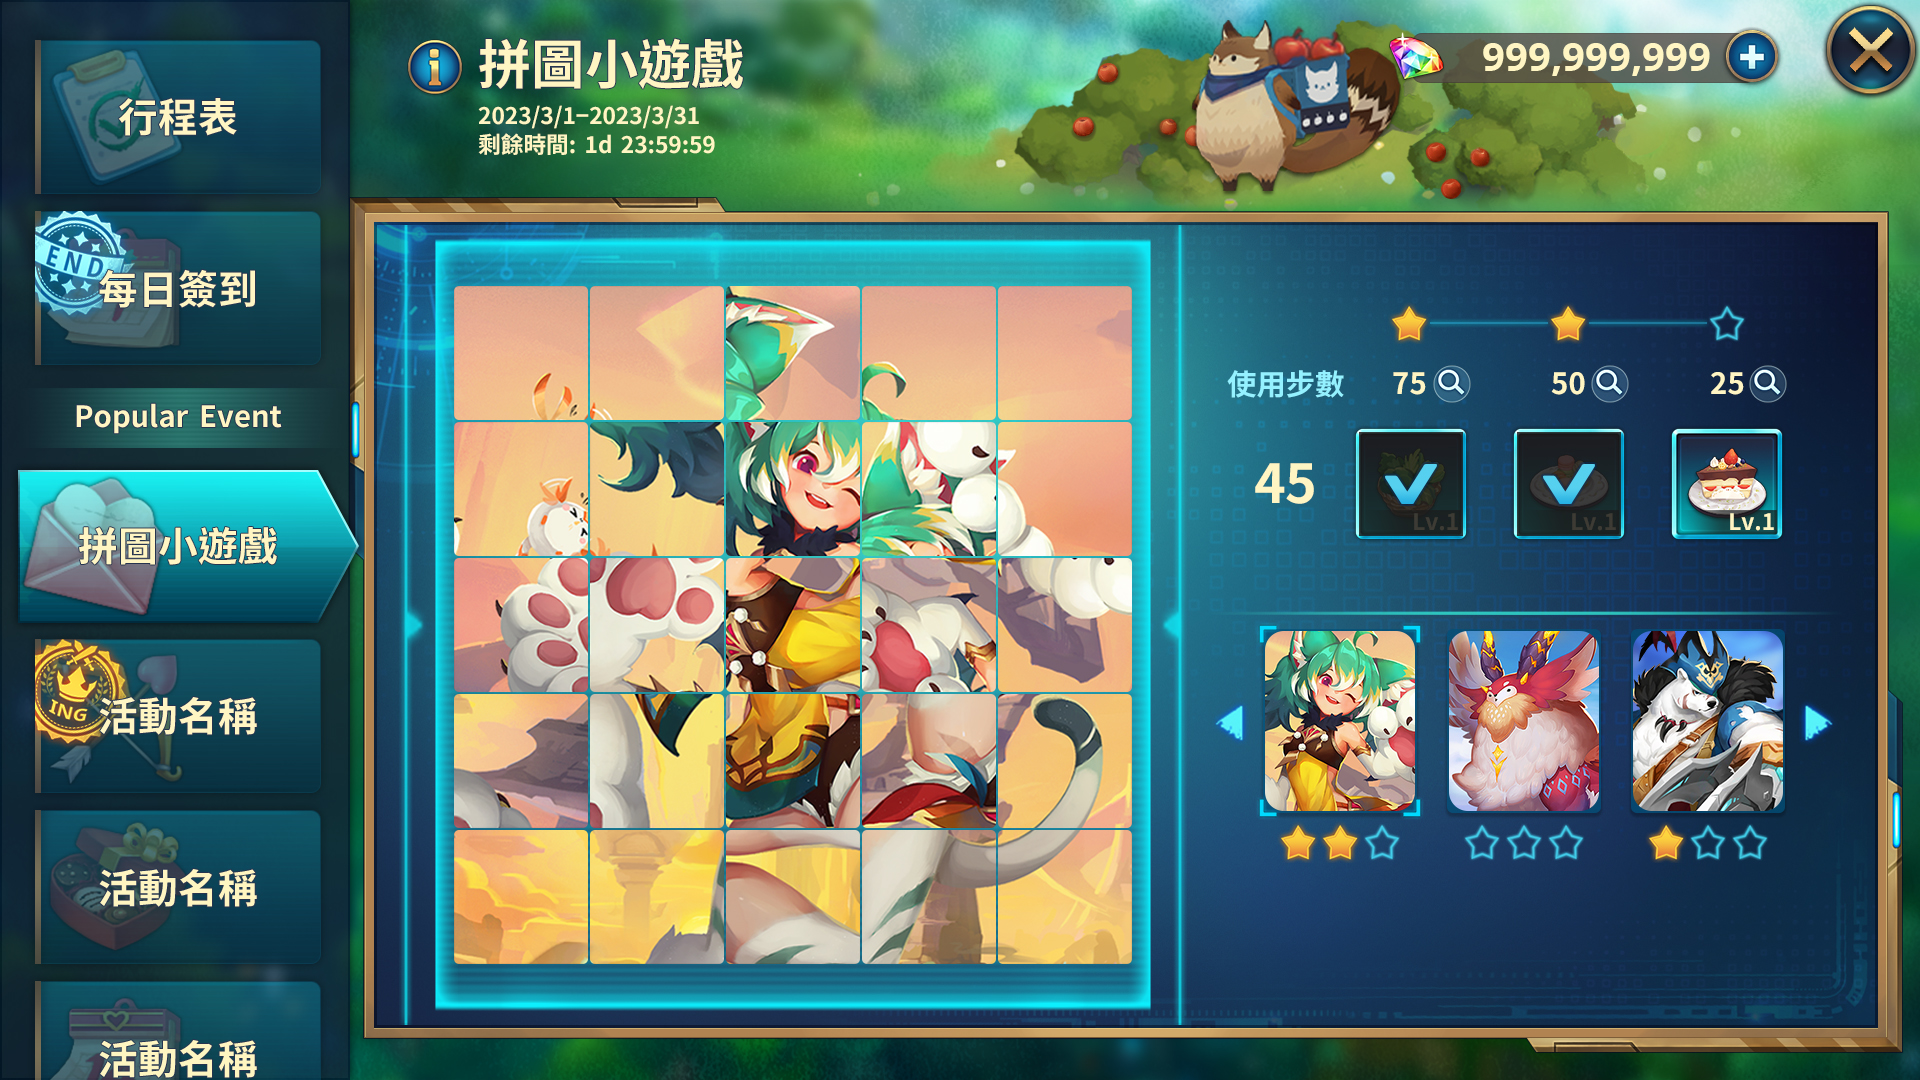 行程表
END
每日簽到
Popular Event
拼圖小遊戲
ING
活動名稱
活動名稱
活動名稱
拼圖小遊戲
2023/3/1–2023/3/31
剩餘時間: 1d 23:59:59
999,999,999
使用步數 75 50 25
45
Lv.1 Lv.1 Lv.1